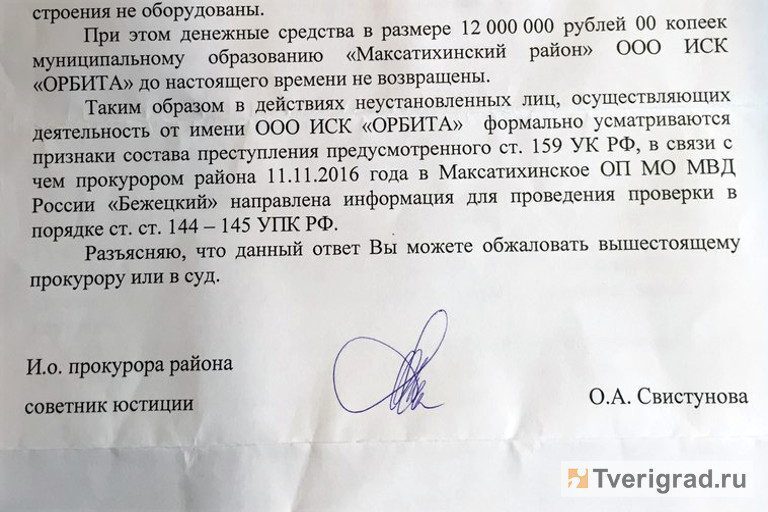 строения не оборудованы.
При этом денежные средства в размере 12 000 000 рублей 00 копеек
муниципальному образованию «Максатихинский район» ООО ИСК
«ОРБИТА» до настоящего времени не возвращены.
Таким образом в действиях неустановленных лиц, осуществляющих
деятельность от имени ООО ИСК «ОРБИТА» формально усматриваются
признаки состава преступления предусмотренного ст. 159 УК РФ, в связи с
чем прокурором района 11.11.2016 года в Максатихинское ОП МО МВД
России «Бежецкий» направлена информация для проведения проверки в
порядке ст. ст. 144 – 145 УПК РФ.
Разъясняю, что данный ответ Вы можете обжаловать вышестоящему
прокурору или в суд.
И.о. прокурора района
советник юстиции
О.А. Свистунова
Tverigrad.ru